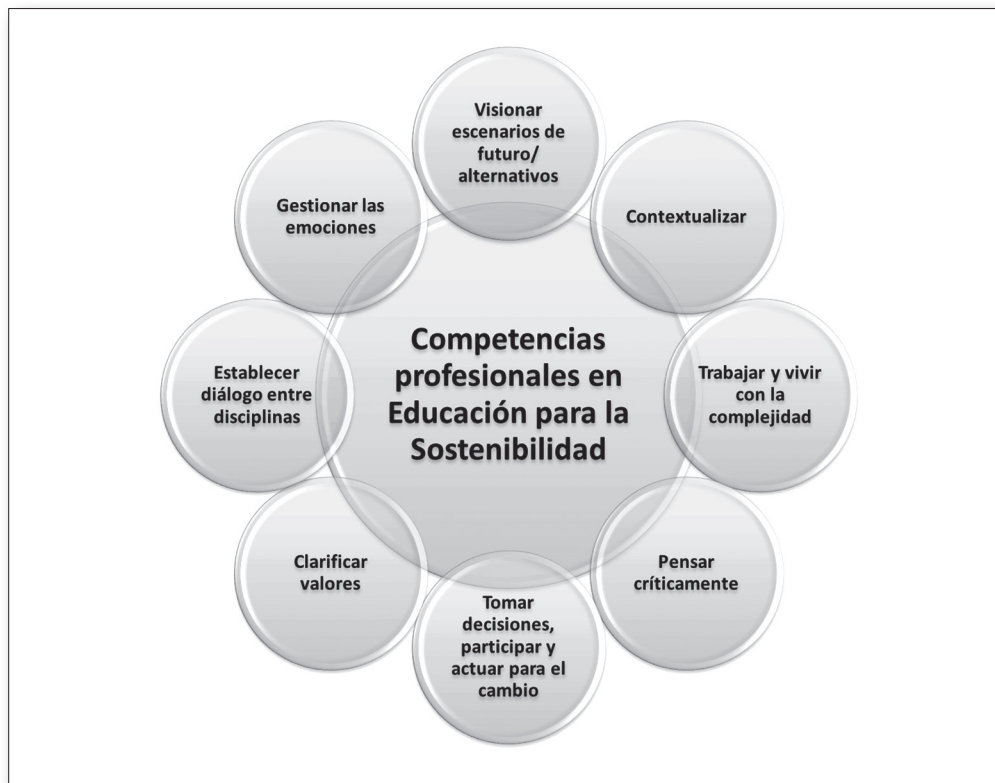 Visionar
escenarios de
futuro/
alternativos
Gestionar las
emociones
Contextualizar
Competencias
profesionales en
Educación para la
Sostenibilidad
Establecer
diálogo entre
disciplinas
Trabajar y vivir
con la
complejidad
Clarificar
valores
Pensar
críticamente
Tomar
decisiones,
participar y
actuar para el
cambio